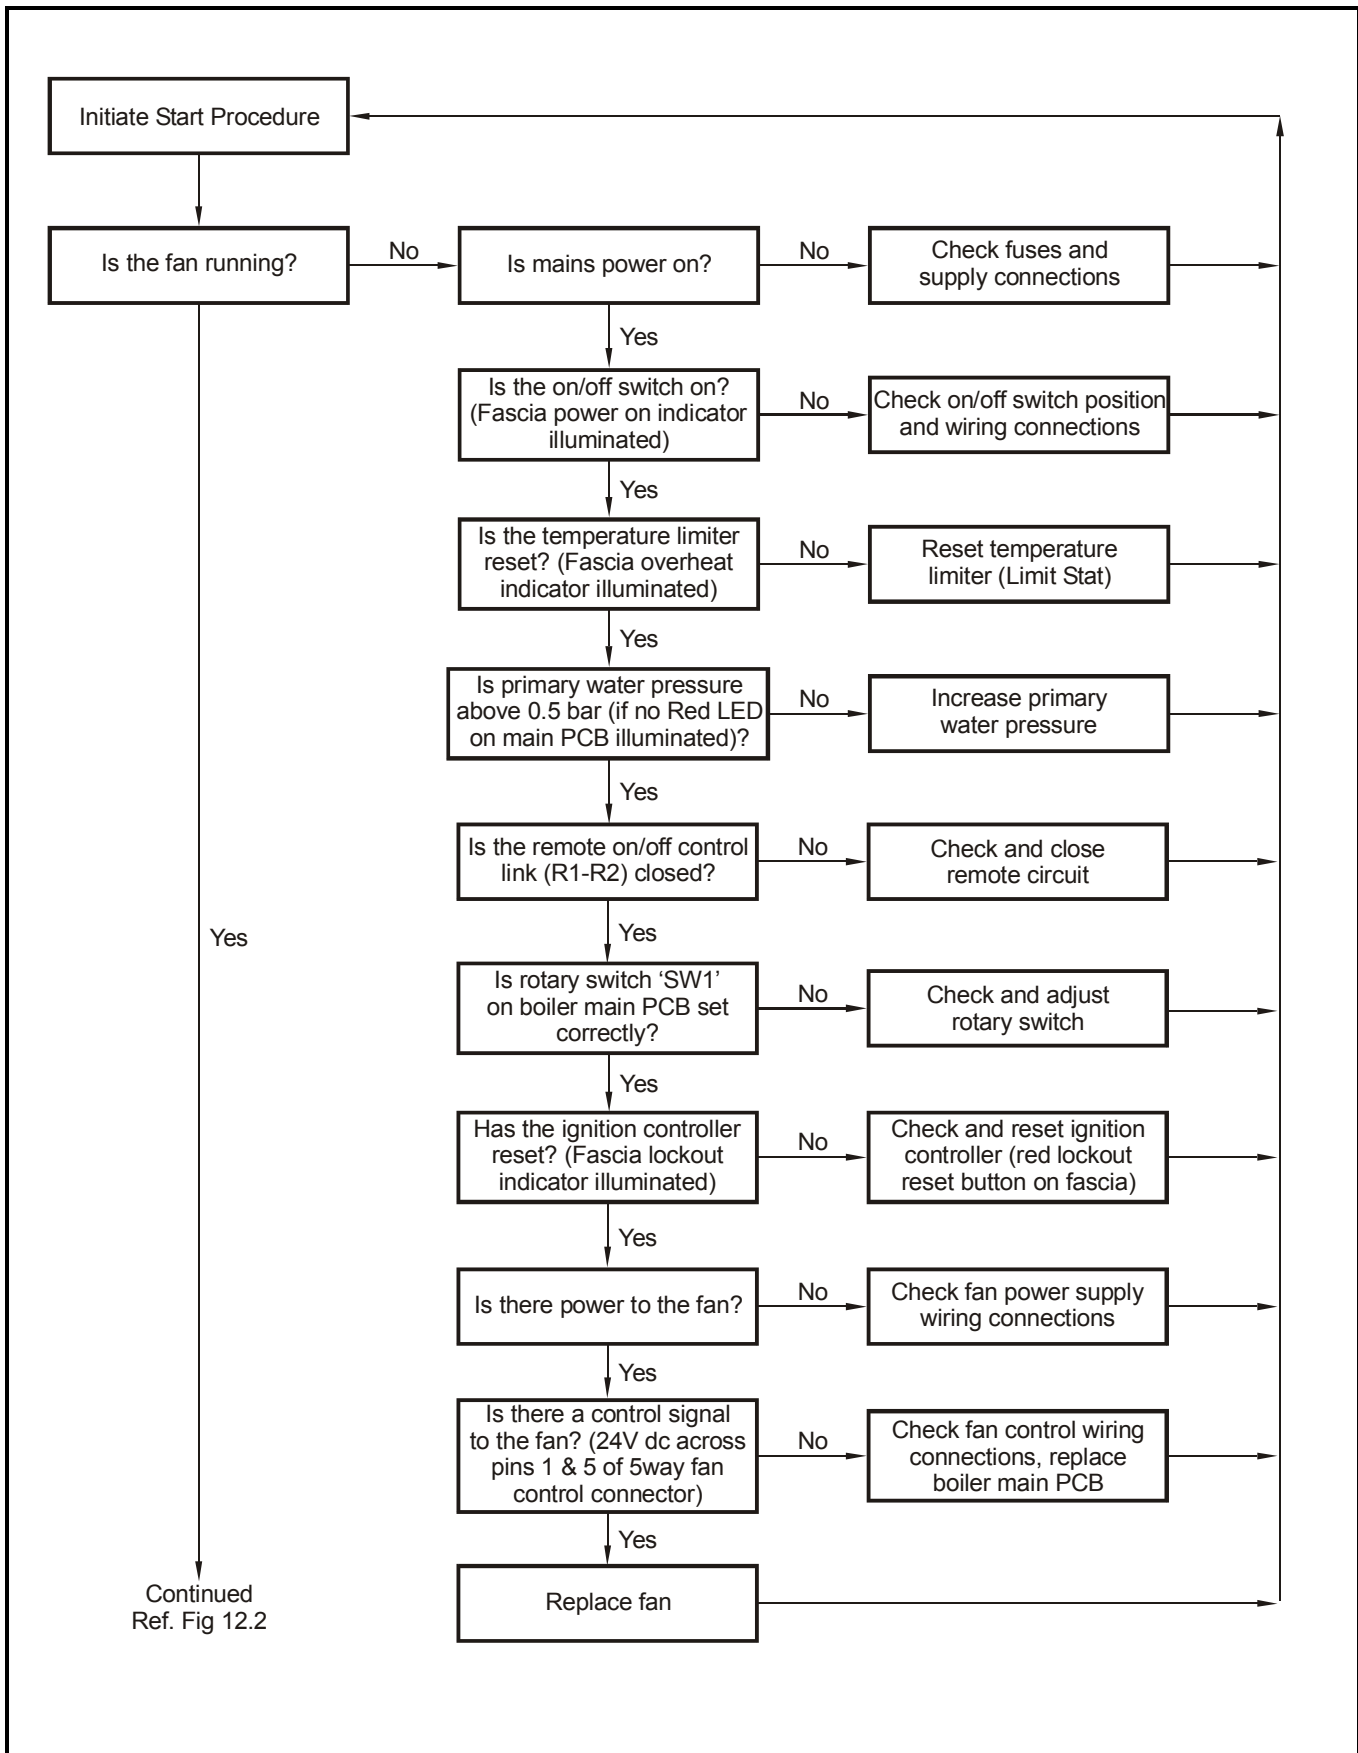 Initiate Start Procedure
Is the fan running?
No
Is mains power on?
No
Check fuses and
supply connections
Yes
Is the on/off switch on?
(Fascia power on indicator
illuminated)
No
Check on/off switch position
and wiring connections
Yes
Is the temperature limiter
reset? (Fascia overheat
indicator illuminated)
No
Reset temperature
limiter (Limit Stat)
Yes
Is primary water pressure
above 0.5 bar (if no Red LED
on main PCB illuminated)?
No
Increase primary
water pressure
Yes
Is the remote on/off control
link (R1-R2) closed?
No
Check and close
remote circuit
Yes
Yes
Is rotary switch ‘SW1’
on boiler main PCB set
correctly?
No
Check and adjust
rotary switch
Yes
Has the ignition controller
reset? (Fascia lockout
indicator illuminated)
No
Check and reset ignition
controller (red lockout
reset button on fascia)
Yes
Is there power to the fan?
No
Check fan power supply
wiring connections
Yes
Is there a control signal
to the fan? (24V dc across
pins 1 & 5 of 5way fan
control connector)
No
Check fan control wiring
connections, replace
boiler main PCB
Yes
Replace fan
Continued
Ref. Fig 12.2